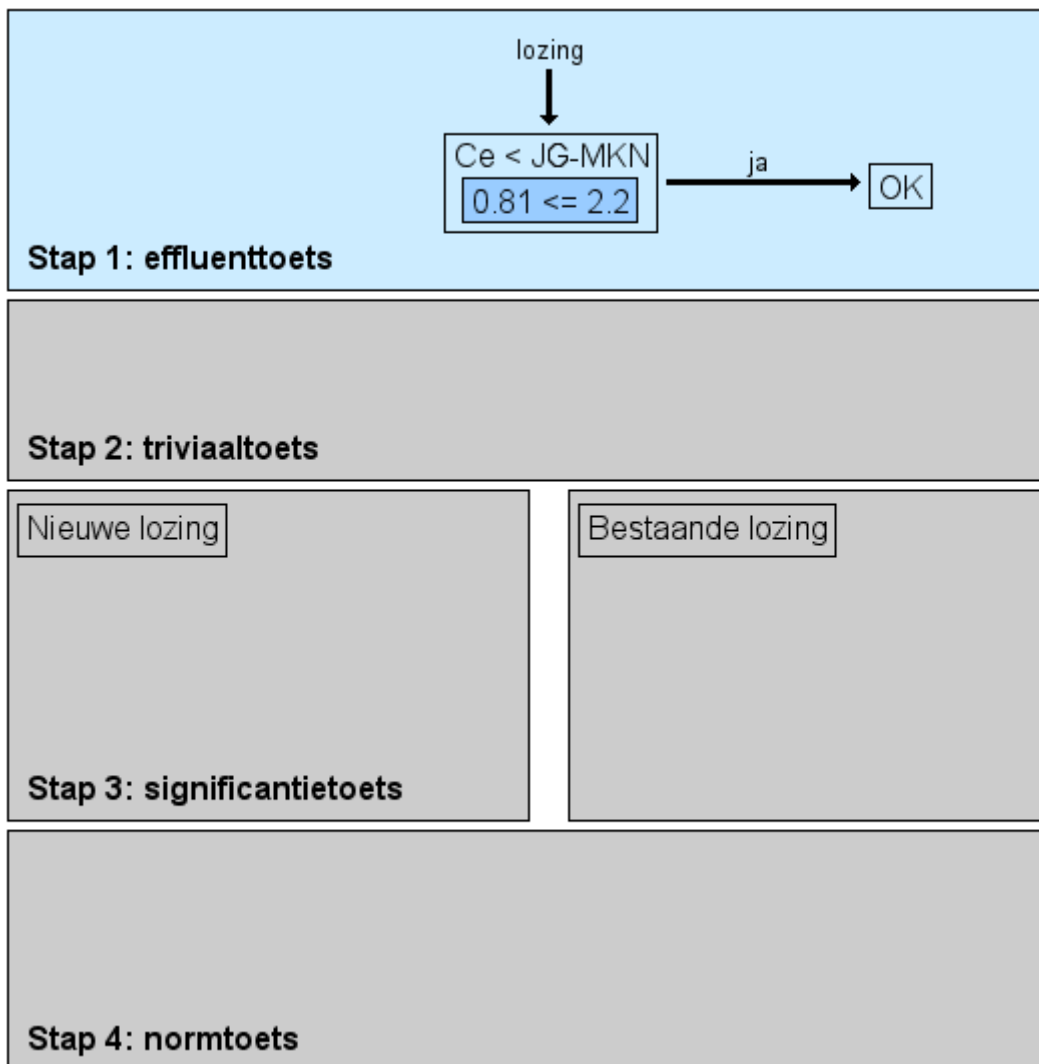 lozing
Ce < JG-MKN
0.81 <= 2.2
ja
OK
Stap 1: effluenttoets
Stap 2: triviaaltoets
Nieuwe lozing
Bestaande lozing
Stap 3: significantietoets
Stap 4: normtoets